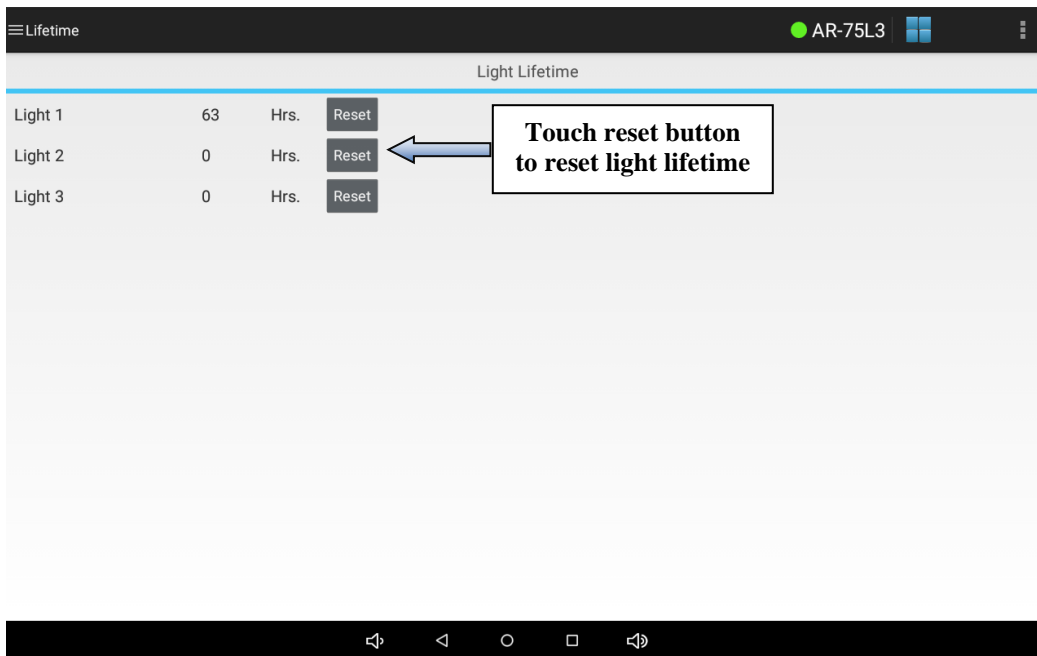 Lifetime AR-75L3
Light Lifetime
Light 1 63 Hrs. Reset
Light 2 0 Hrs. Reset
Light 3 0 Hrs. Reset
Touch reset button
to reset light lifetime